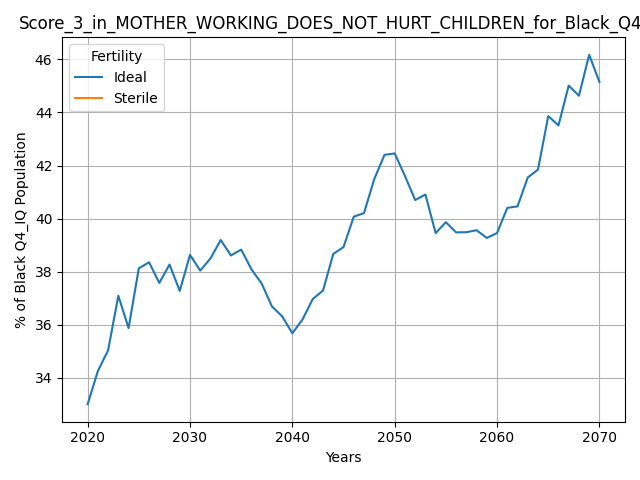 Score_3_in_MOTHER_WORKING_DOES_NOT_HURT_CHILDREN_for_Black_Q4
Fertility
Ideal
Sterile
% of Black Q4_IQ Population
46
44
42
40
38
36
34
2020 2030 2040 2050 2060 2070
Years